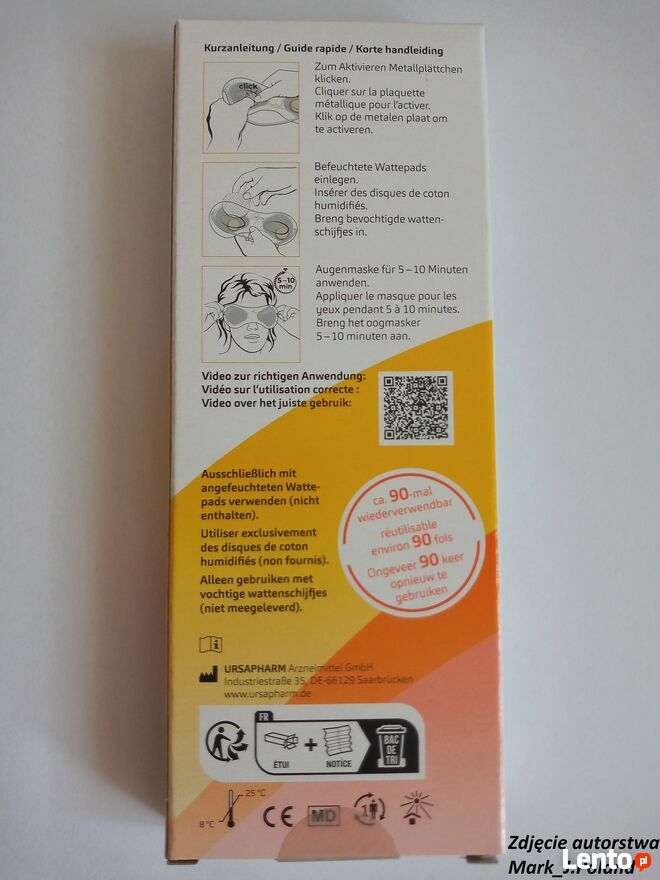 Kurzanleitung / Guide rapide / Korte handleiding
click
Zum Aktivieren Metallplättchen
klicken.
Cliquer sur la plaquette
métallique pour l'activer.
Klik op de metalen plaat om
te activeren.
Befeuchtete Wattepads
einlegen.
Insérer des disques de coton
humidifiés.
Breng bevochtigde watten-
schijfjes in.
5–10
min
Augenmaske für 5–10 Minuten
anwenden.
Appliquer le masque pour les
yeux pendant 5 à 10 minutes.
Breng het oogmasker
5–10 minuten aan.
Video zur richtigen Anwendung:
Vidéo sur l'utilisation correcte :
Video over het juiste gebruik:
Ausschließlich mit
angefeuchteten Watte-
pads verwenden (nicht
enthalten).
Utiliser exclusivement
des disques de coton
humidifiés (non fournis).
Alleen gebruiken met
vochtige wattenschijfjes
(niet meegeleverd).
ca. 90-mal
wiederverwendbar
réutilisable
environ 90 fois
Ongeveer 90 keer
opnieuw te
gebruiken
URSAPHARM Arzneimittel GmbH
Industriestraße 35, DE-66129 Saarbrücken
www.ursapharm.de
FR
ÉTUI
+
NOTICE
BAC
DE
TRI
8 °C
25 °C
CE
MD
1
Zdjęcie autorstwa
Mark_J.Poland
Lento.pl